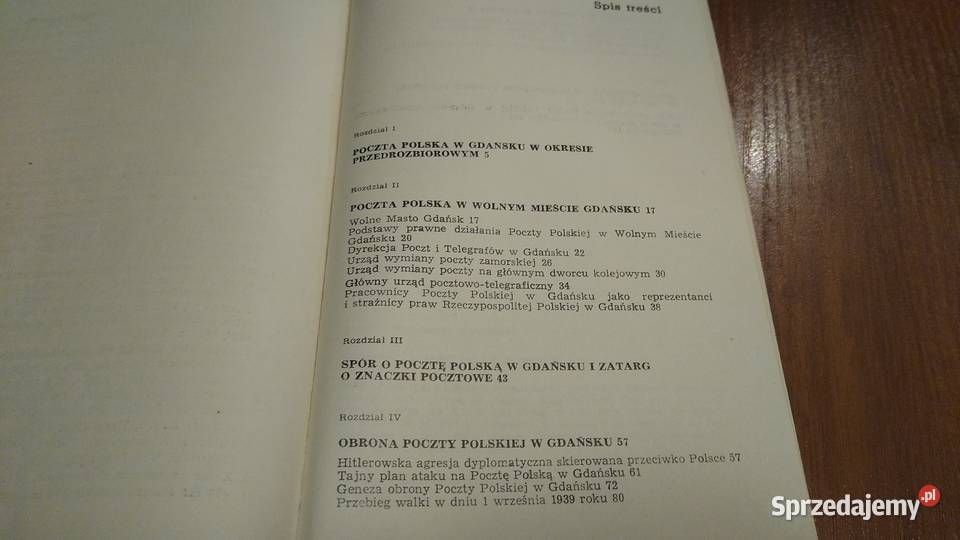 Spis treści
Rozdział I
POCZTA POLSKA W GDAŃSKU W OKRESIE
PRZEDROZBIOROWYM 5
Rozdział II
POCZTA POLSKA W WOLNYM MIEŚCIE GDAŃSKU 17
Wolne Masto Gdańsk 17
Podstawy prawne działania Poczty Polskiej w Wolnym Mieście
Gdańsku 20
Dyrekcja Poczt i Telegrafów w Gdańsku 22
Urząd wymiany poczty zamorskiej 26
Urząd wymiany poczty na głównym dworcu kolejowym 30
Główny urząd pocztowo-telegraficzny 34
Pracownicy Poczty Polskiej w Gdańsku jako reprezentanci
i strażnicy praw Rzeczypospolitej Polskiej w Gdańsku 38
Rozdział III
SPÓR O POCZTĘ POLSKĄ W GDAŃSKU I ZATARG
O ZNACZKI POCZTOWE 43
Rozdział IV
OBRONA POCZTY POLSKIEJ W GDAŃSKU 57
Hitlerowska agresja dyplomatyczna skierowana przeciwko Polsce 57
Tajny plan ataku na Pocztę Polską w Gdańsku 61
Geneza obrony Poczty Polskiej w Gdańsku 72
Przebieg walki w dniu 1 września 1939 roku 80
Sprzedajemy.pl